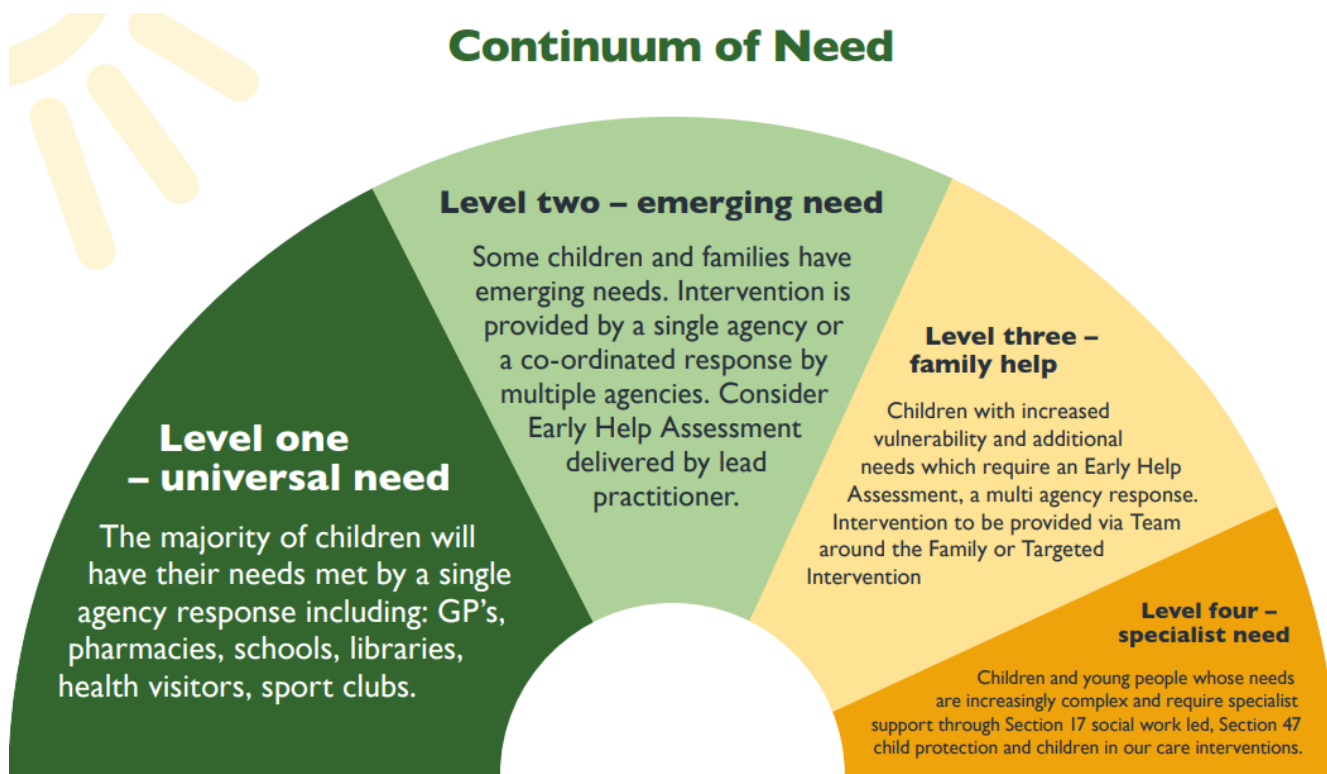 Continuum of Need
Level one
– universal need
The majority of children will
have their needs met by a single
agency response including: GP’s,
pharmacies, schools, libraries,
health visitors, sport clubs.
Level two – emerging need
Some children and families have
emerging needs. Intervention is
provided by a single agency or
a co-ordinated response by
multiple agencies. Consider
Early Help Assessment
delivered by lead
practitioner.
Level three –
family help
Children with increased
vulnerability and additional
needs which require an Early Help
Assessment, a multi agency response.
Intervention to be provided via Team
around the Family or Targeted
Intervention
Level four –
specialist need
Children and young people whose needs
are increasingly complex and require specialist
support through Section 17 social work led, Section 47
child protection and children in our care interventions.